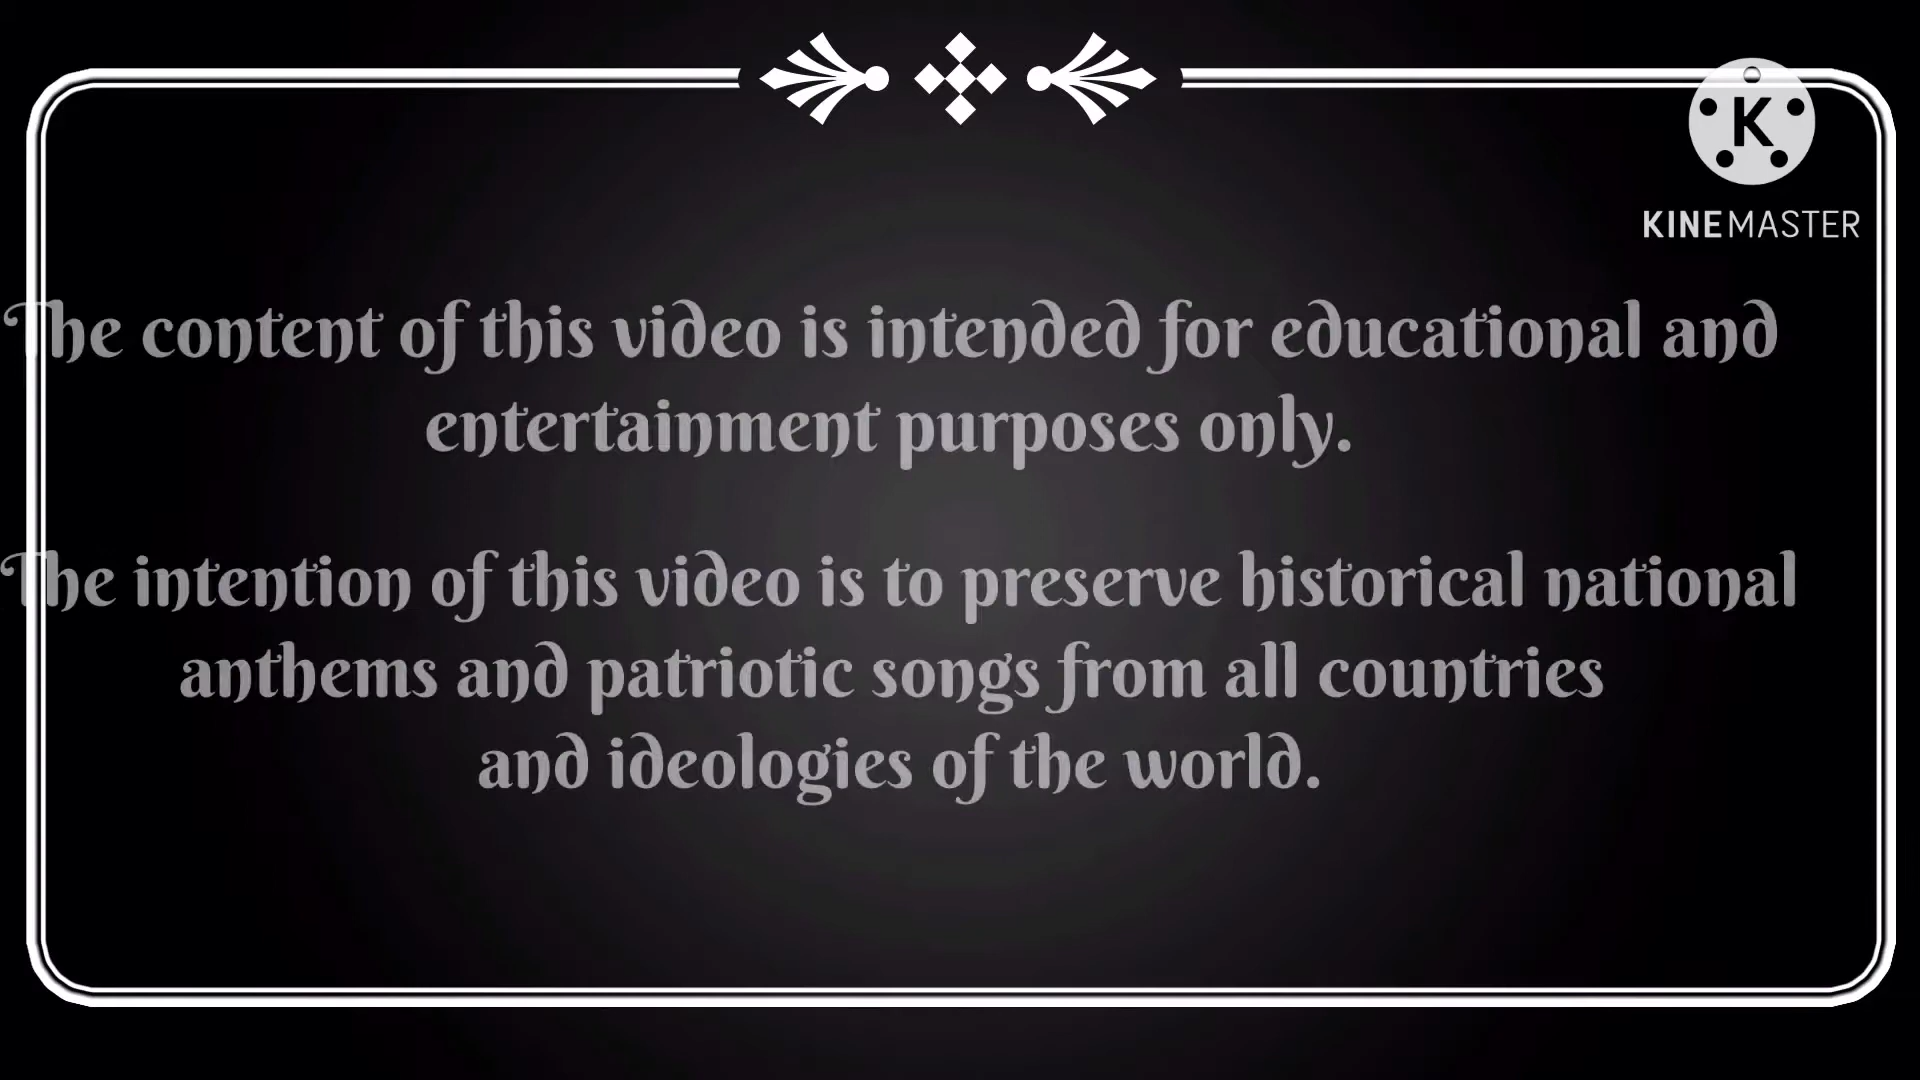 K
KINEMASTER
The content of this video is intended for educational and
entertainment purposes only.
The intention of this video is to preserve historical national
anthems and patriotic songs from all countries
and ideologies of the world.